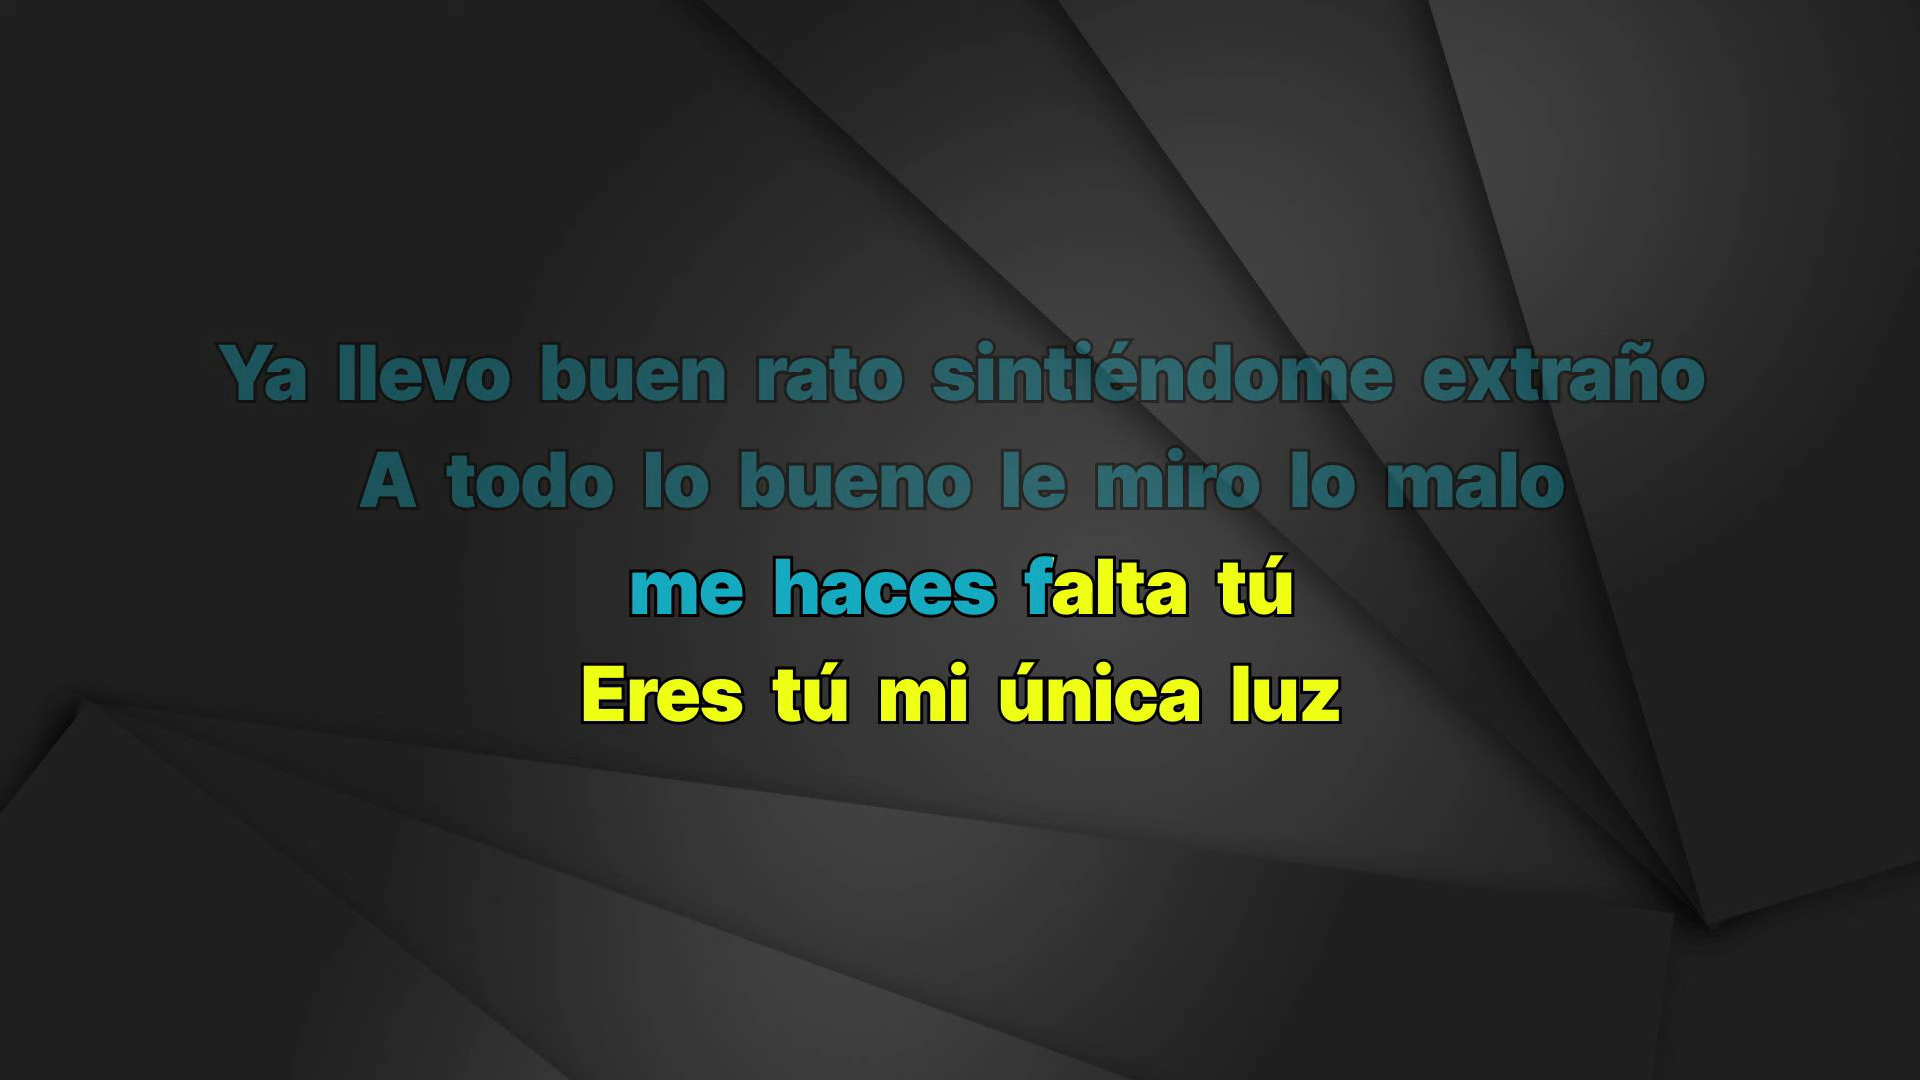 Ya llevo buen rato sintiéndome extraño
A todo lo bueno le miro lo malo
me haces falta tú
Eres tú mi única luz